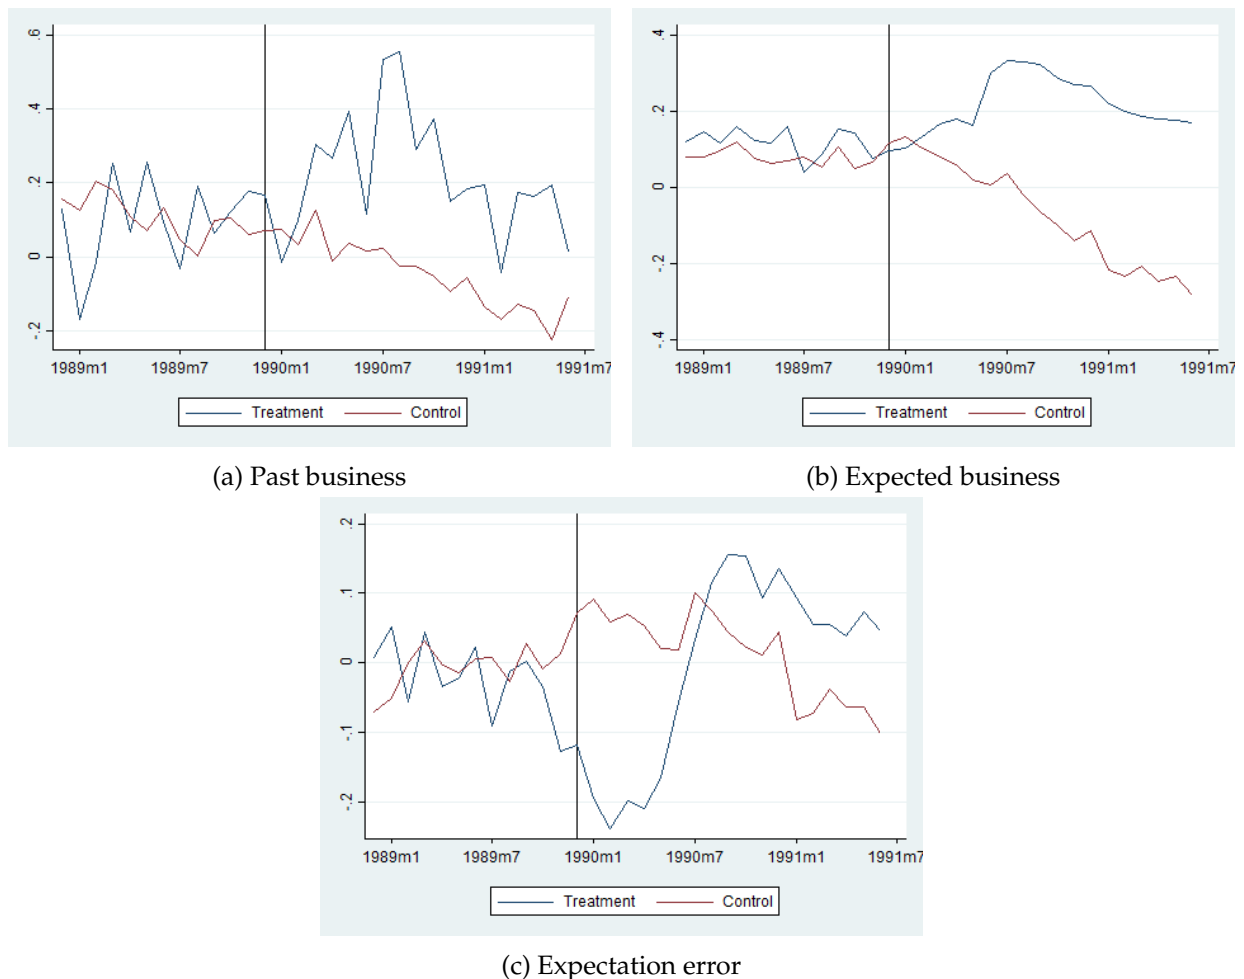 .6
.4
.2
0
-.2
1989m1 1989m7 1990m1 1990m7 1991m1 1991m7
Treatment Control
(a) Past business
.4
.2
0
-.2
-.4
1989m1 1989m7 1990m1 1990m7 1991m1 1991m7
Treatment Control
(b) Expected business
.2
.1
0
-.1
-.2
1989m1 1989m7 1990m1 1990m7 1991m1 1991m7
Treatment Control
(c) Expectation error